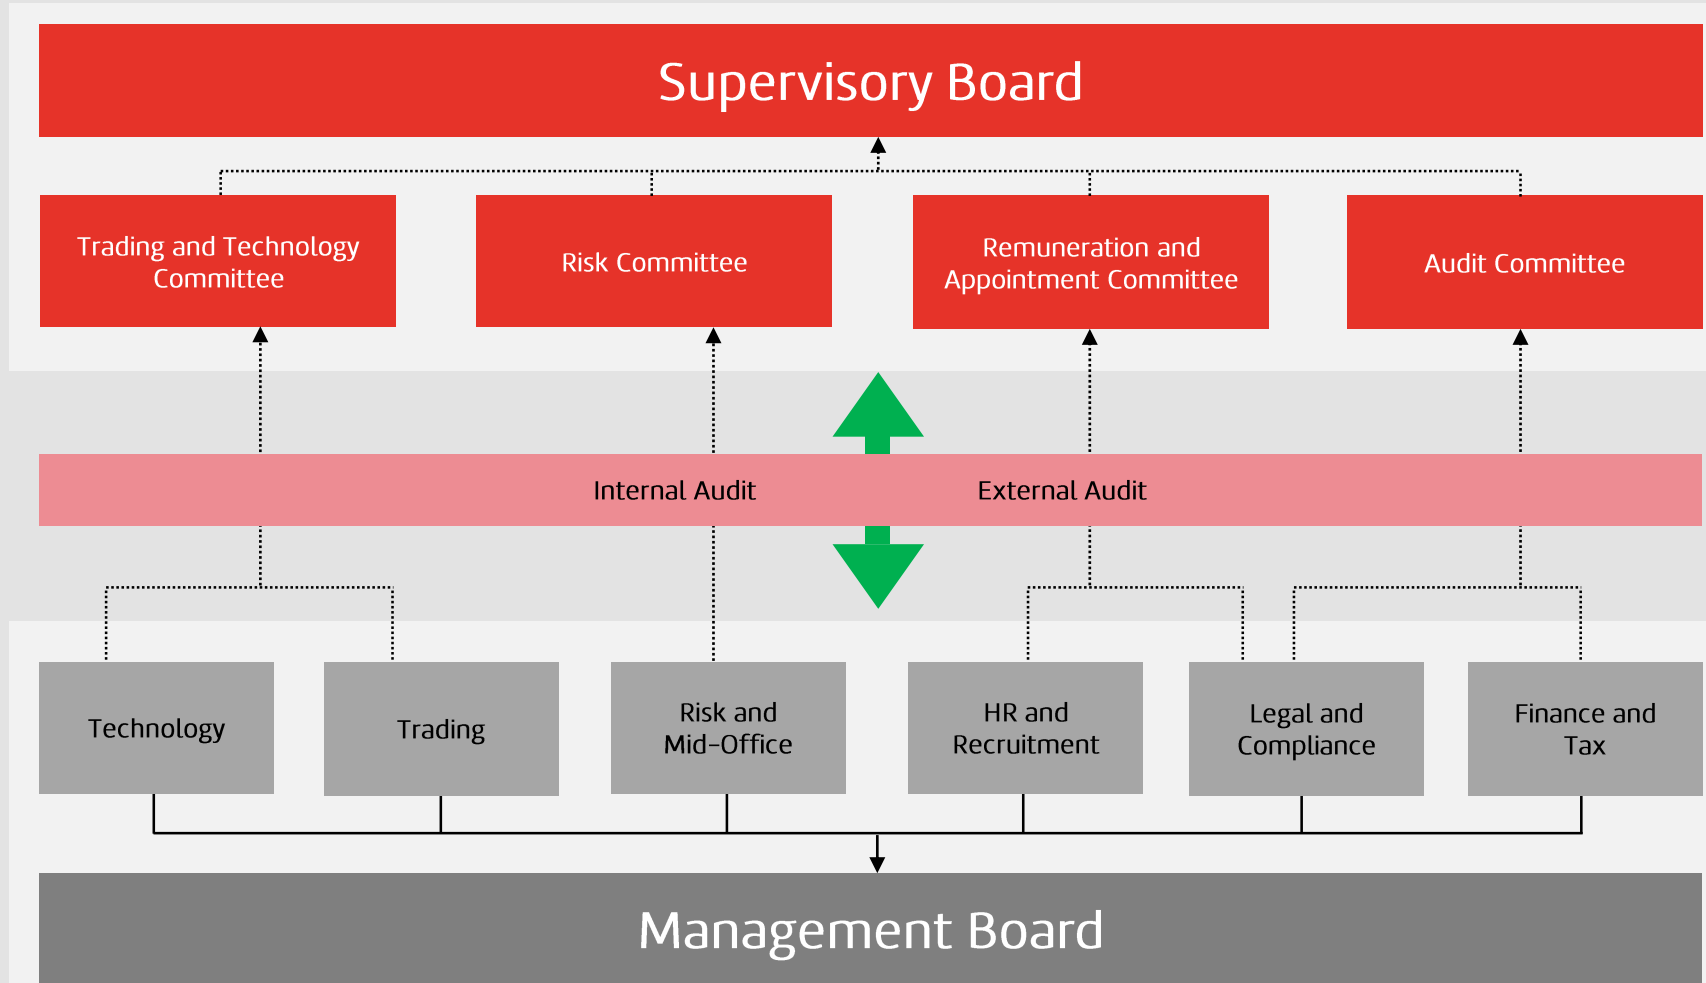 Supervisory Board
Trading and Technology
Committee
Risk Committee
Remuneration and
Appointment Committee
Audit Committee
Internal Audit
External Audit
Technology
Trading
Risk and
Mid-Office
HR and
Recruitment
Legal and
Compliance
Finance and
Tax
Management Board